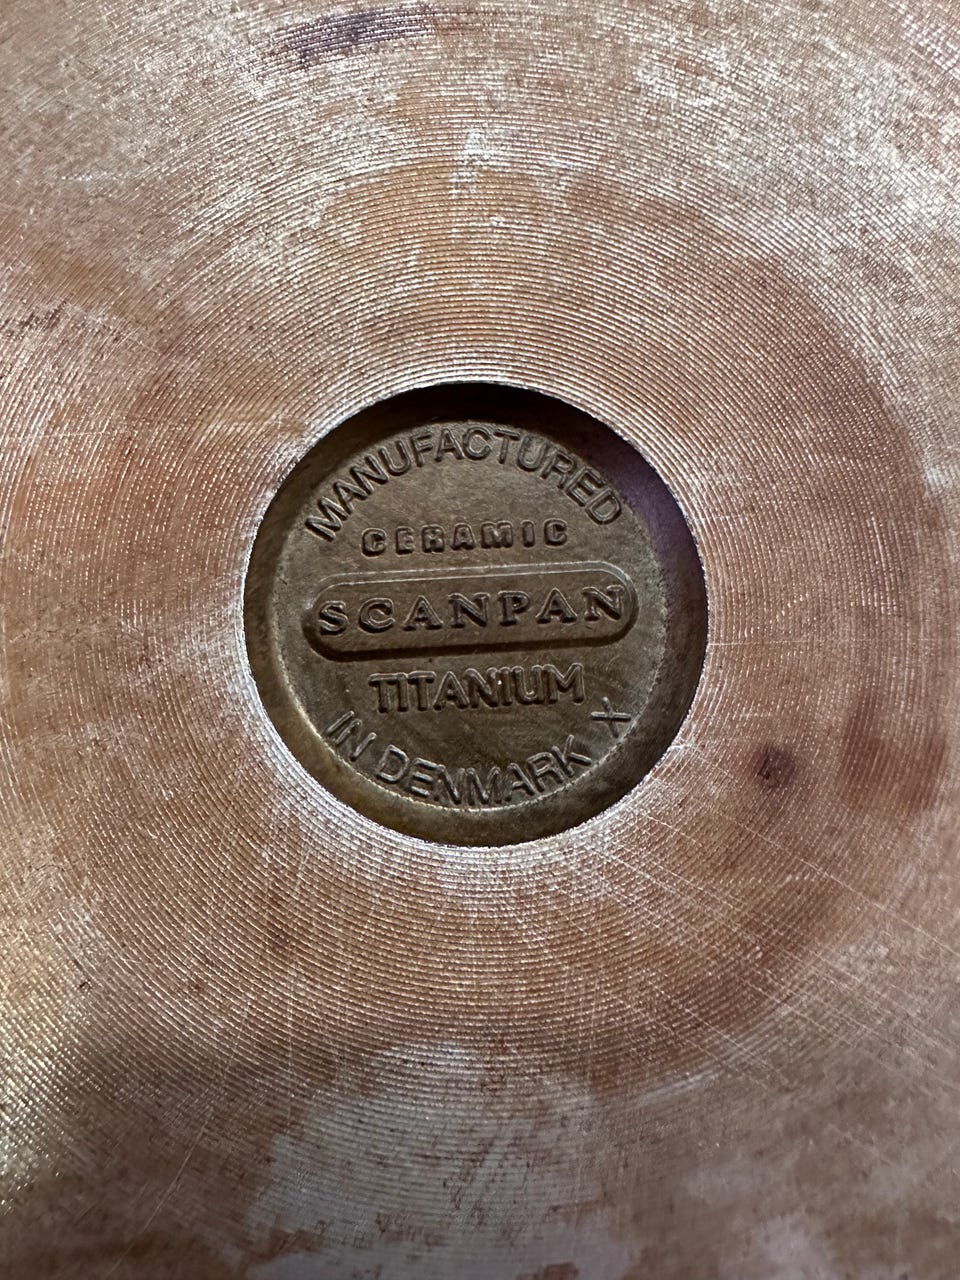 MANUFACTURED
CERAMIC
SCANPAN
TITANIUM
IN DENMARK X